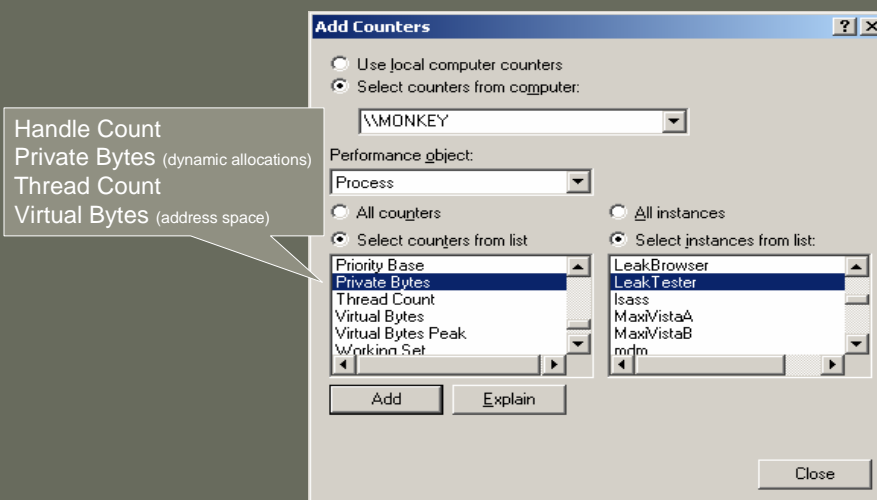 Add Counters
Use local computer counters
Select counters from computer:
\\MONKEY
Handle Count
Private Bytes (dynamic allocations)
Thread Count
Virtual Bytes (address space)
Performance object:
Process
All counters
Select counters from list
Priority Base
Private Bytes
Thread Count
Virtual Bytes
Virtual Bytes Peak
Working Set
All instances
Select instances from list:
LeakBrowser
LeakTester
lsass
MaxiVistaA
MaxiVistaB
mdm
Add
Explain
Close